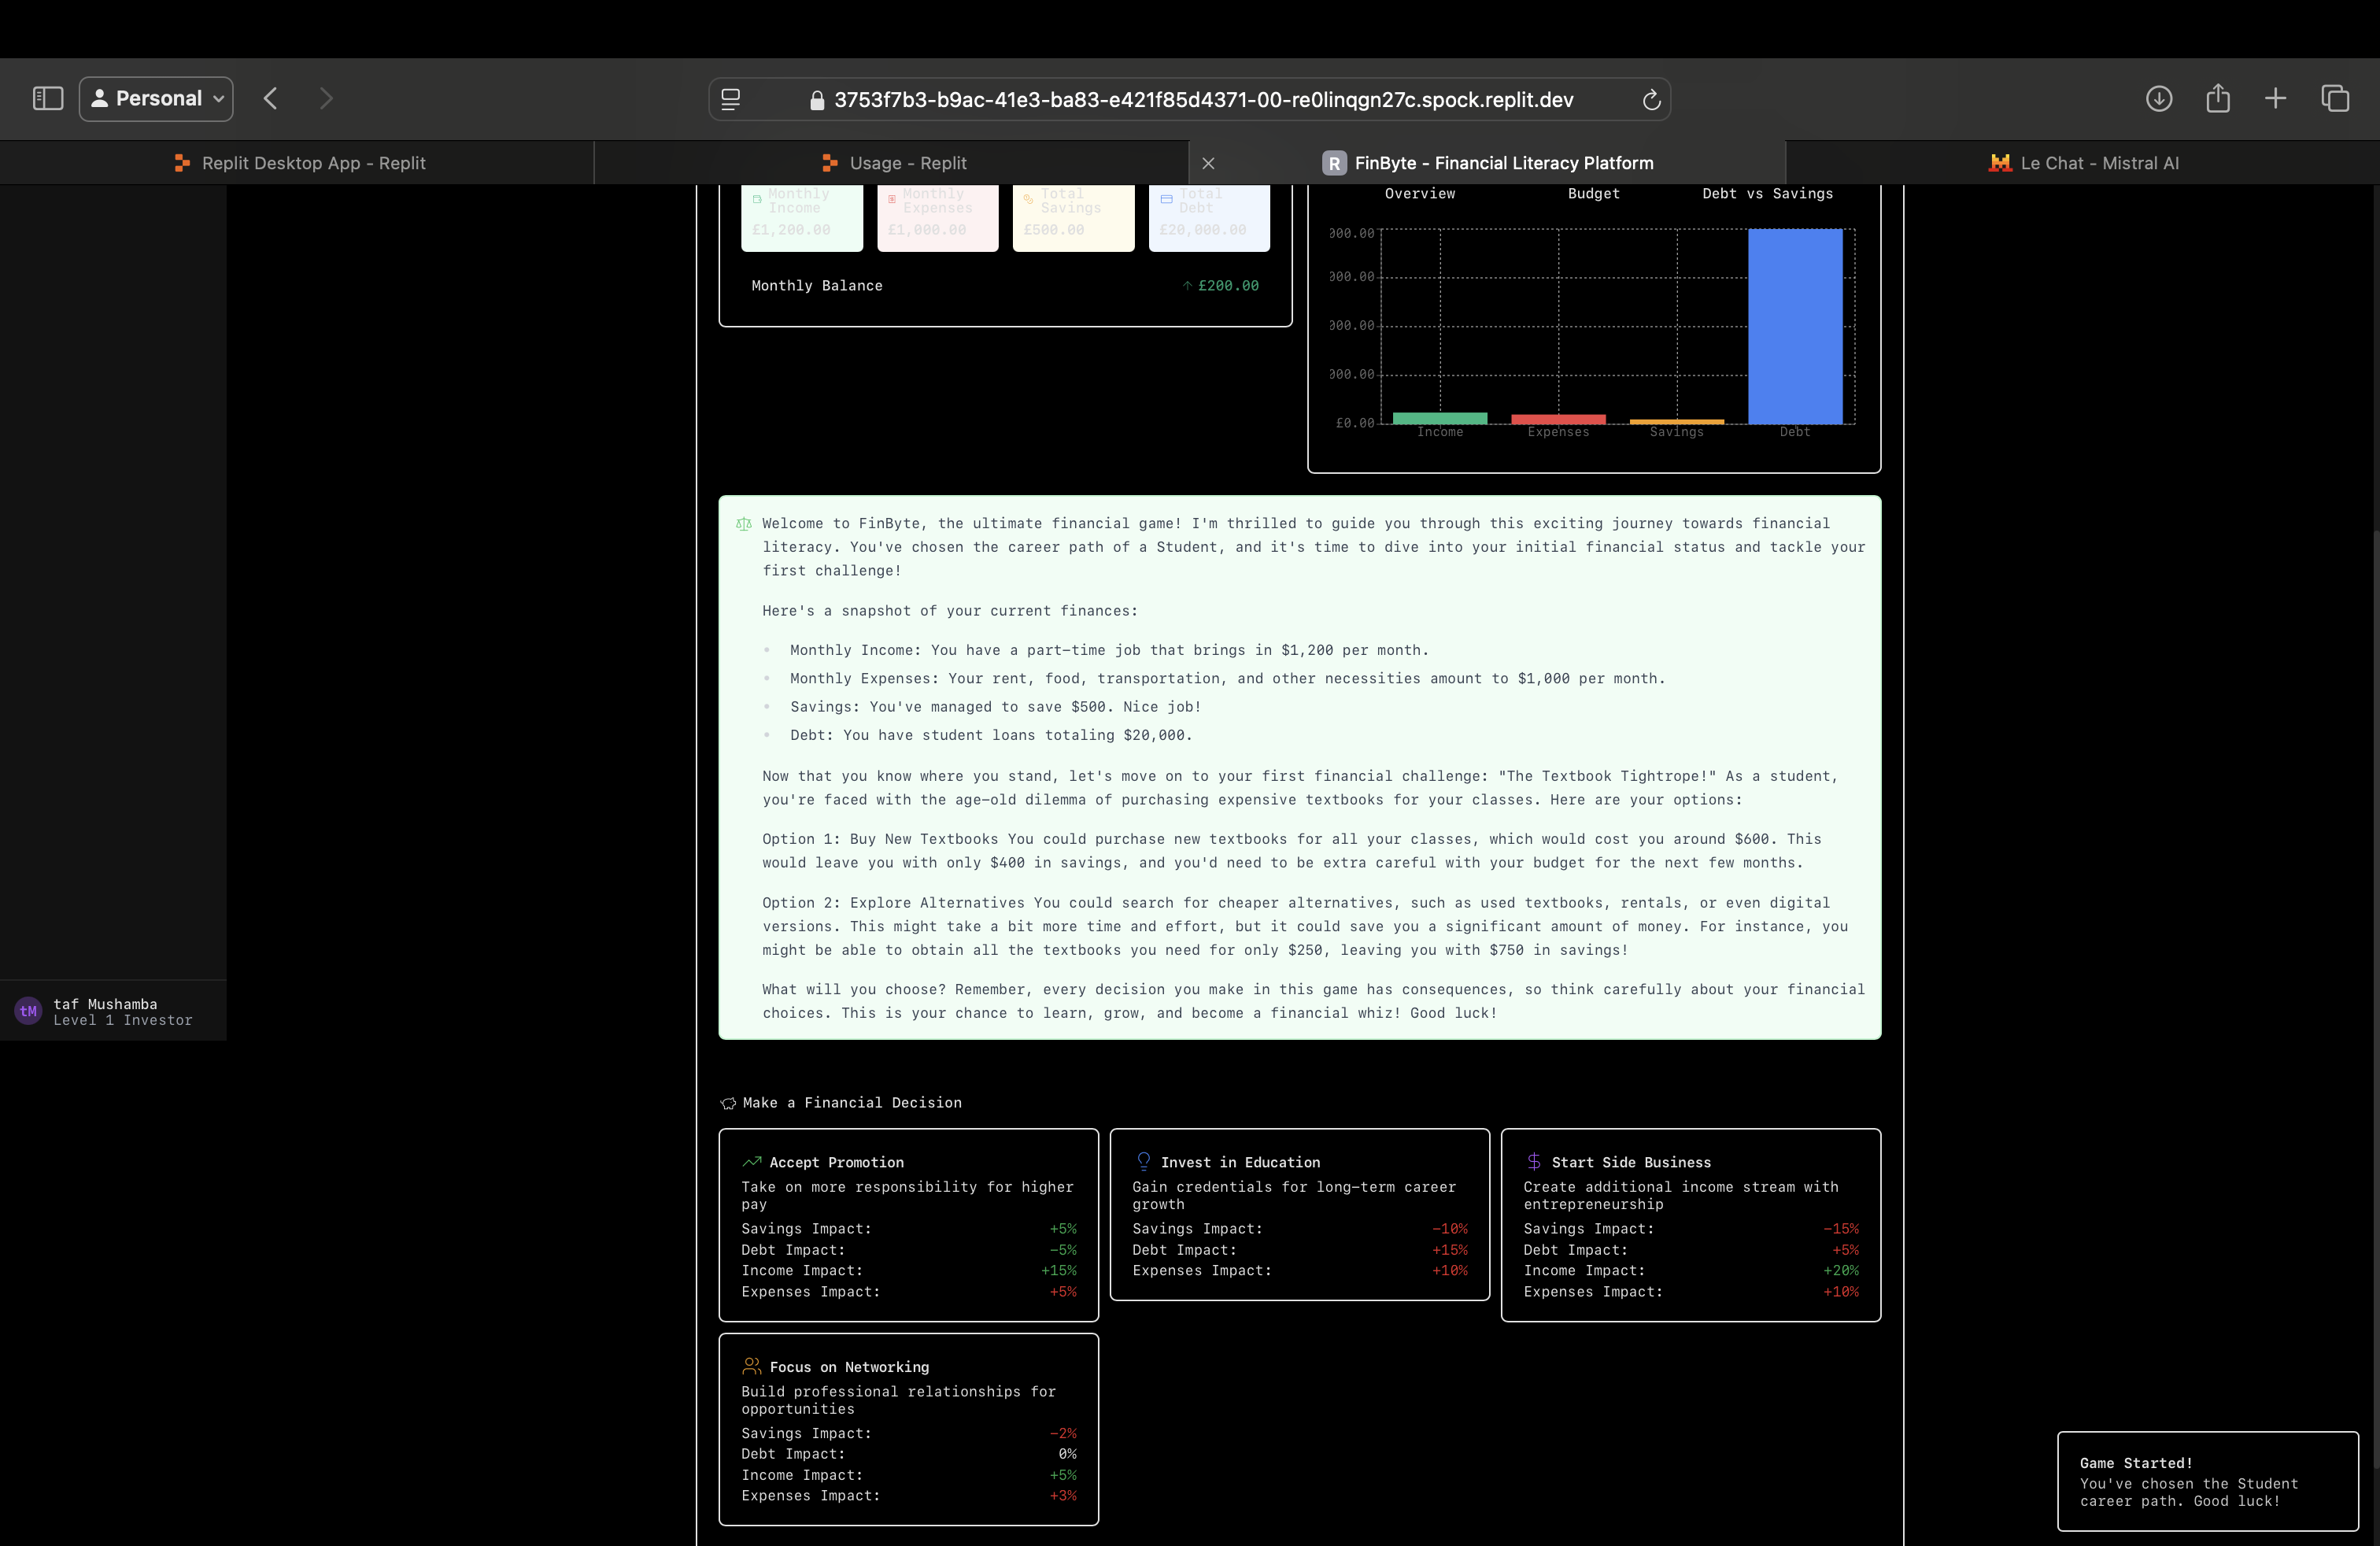 Personal
3753f7b3-b9ac-41e3-ba83-e421f85d4371-00-re0linqgn27c.spock.replit.dev
Replit Desktop App - Replit
Usage - Replit
R FinByte - Financial Literacy Platform
Le Chat - Mistral AI
Monthly Income
£1,200.00
Monthly Expenses
£1,000.00
Total Savings
£500.00
Total Debt
£20,000.00
Monthly Balance
↑ £200.00
Overview
Budget
Debt vs Savings
000.00
000.00
000.00
000.00
£0.00
Income
Expenses
Savings
Debt
Welcome to FinByte, the ultimate financial game! I'm thrilled to guide you through this exciting journey towards financial
literacy. You've chosen the career path of a Student, and it's time to dive into your initial financial status and tackle your
first challenge!
Here's a snapshot of your current finances:
• Monthly Income: You have a part-time job that brings in $1,200 per month.
• Monthly Expenses: Your rent, food, transportation, and other necessities amount to $1,000 per month.
• Savings: You've managed to save $500. Nice job!
• Debt: You have student loans totaling $20,000.
Now that you know where you stand, let's move on to your first financial challenge: "The Textbook Tightrope!" As a student,
you're faced with the age-old dilemma of purchasing expensive textbooks for your classes. Here are your options:
Option 1: Buy New Textbooks You could purchase new textbooks for all your classes, which would cost you around $600. This
would leave you with only $400 in savings, and you'd need to be extra careful with your budget for the next few months.
Option 2: Explore Alternatives You could search for cheaper alternatives, such as used textbooks, rentals, or even digital
versions. This might take a bit more time and effort, but it could save you a significant amount of money. For instance, you
might be able to obtain all the textbooks you need for only $250, leaving you with $750 in savings!
What will you choose? Remember, every decision you make in this game has consequences, so think carefully about your financial
choices. This is your chance to learn, grow, and become a financial whiz! Good luck!
tM
taf Mushamba
Level 1 Investor
Make a Financial Decision
Accept Promotion
Take on more responsibility for higher
pay
Savings Impact: +5%
Debt Impact: -5%
Income Impact: +15%
Expenses Impact: +5%
Invest in Education
Gain credentials for long-term career
growth
Savings Impact: -10%
Debt Impact: +15%
Expenses Impact: +10%
Start Side Business
Create additional income stream with
entrepreneurship
Savings Impact: -15%
Debt Impact: +5%
Income Impact: +20%
Expenses Impact: +10%
Focus on Networking
Build professional relationships for
opportunities
Savings Impact: -2%
Debt Impact: 0%
Income Impact: +5%
Expenses Impact: +3%
Game Started!
You've chosen the Student
career path. Good luck!